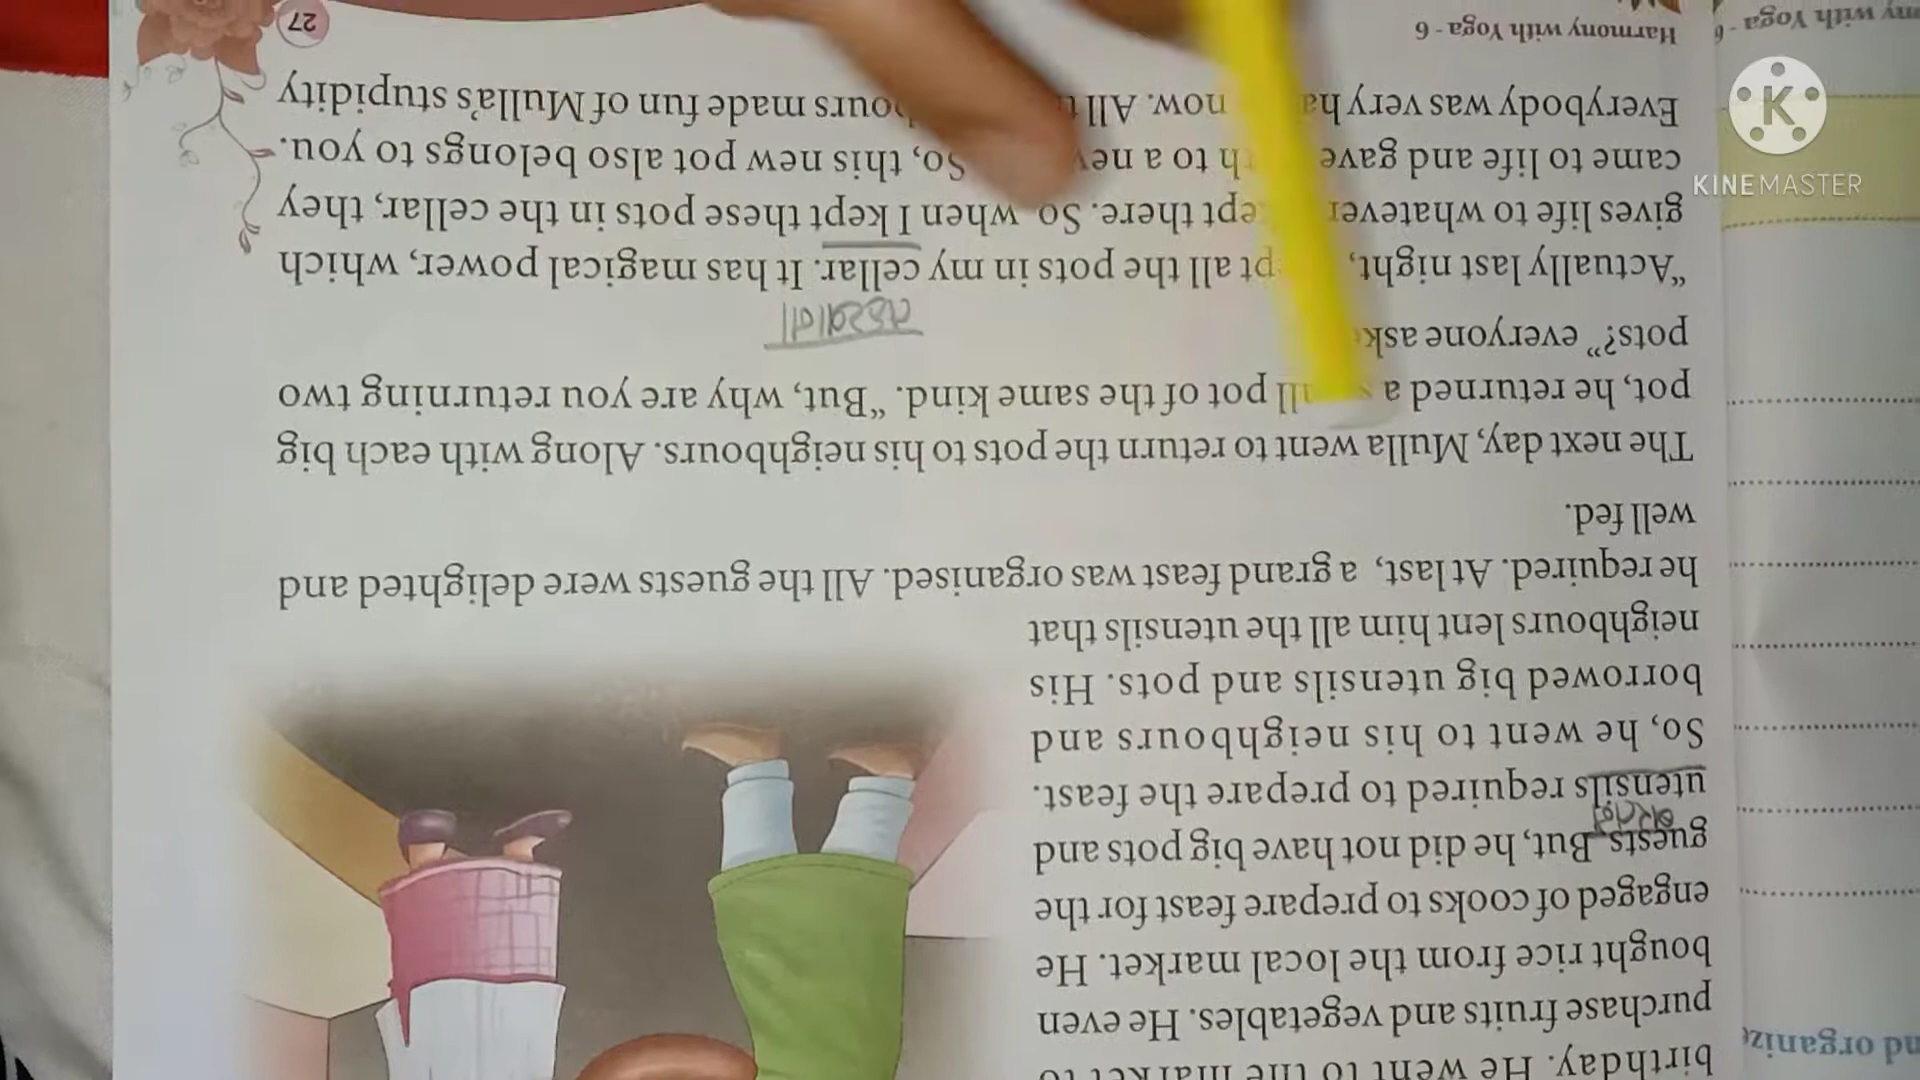 birthday. He went to the market to
purchase fruits and vegetables. He even
bought rice from the local market. He
engaged of cooks to prepare feast for the
guests But, he did not have big pots and
utensils required to prepare the feast.
So, he went to his neighbours and
borrowed big utensils and pots. His
neighbours lent him all the utensils that
he required. At last, a grand feast was organised. All the guests were delighted and
well fed.
The next day, Mulla went to return the pots to his neighbours. Along with each big
pot, he returned a pot of the same kind. “But, why are you returning two
pots?” everyone
“Actually last night, all the pots in my cellar. It has magical power, which
gives life to whatever there. So when I kept these pots in the cellar, they
came to life and gave to a So, this new pot also belongs to you.
Everybody was very now. All made fun of Mulla's stupidity
Harmony with Yoga - 6
27
with Yoga - 6
KINEMASTER
K